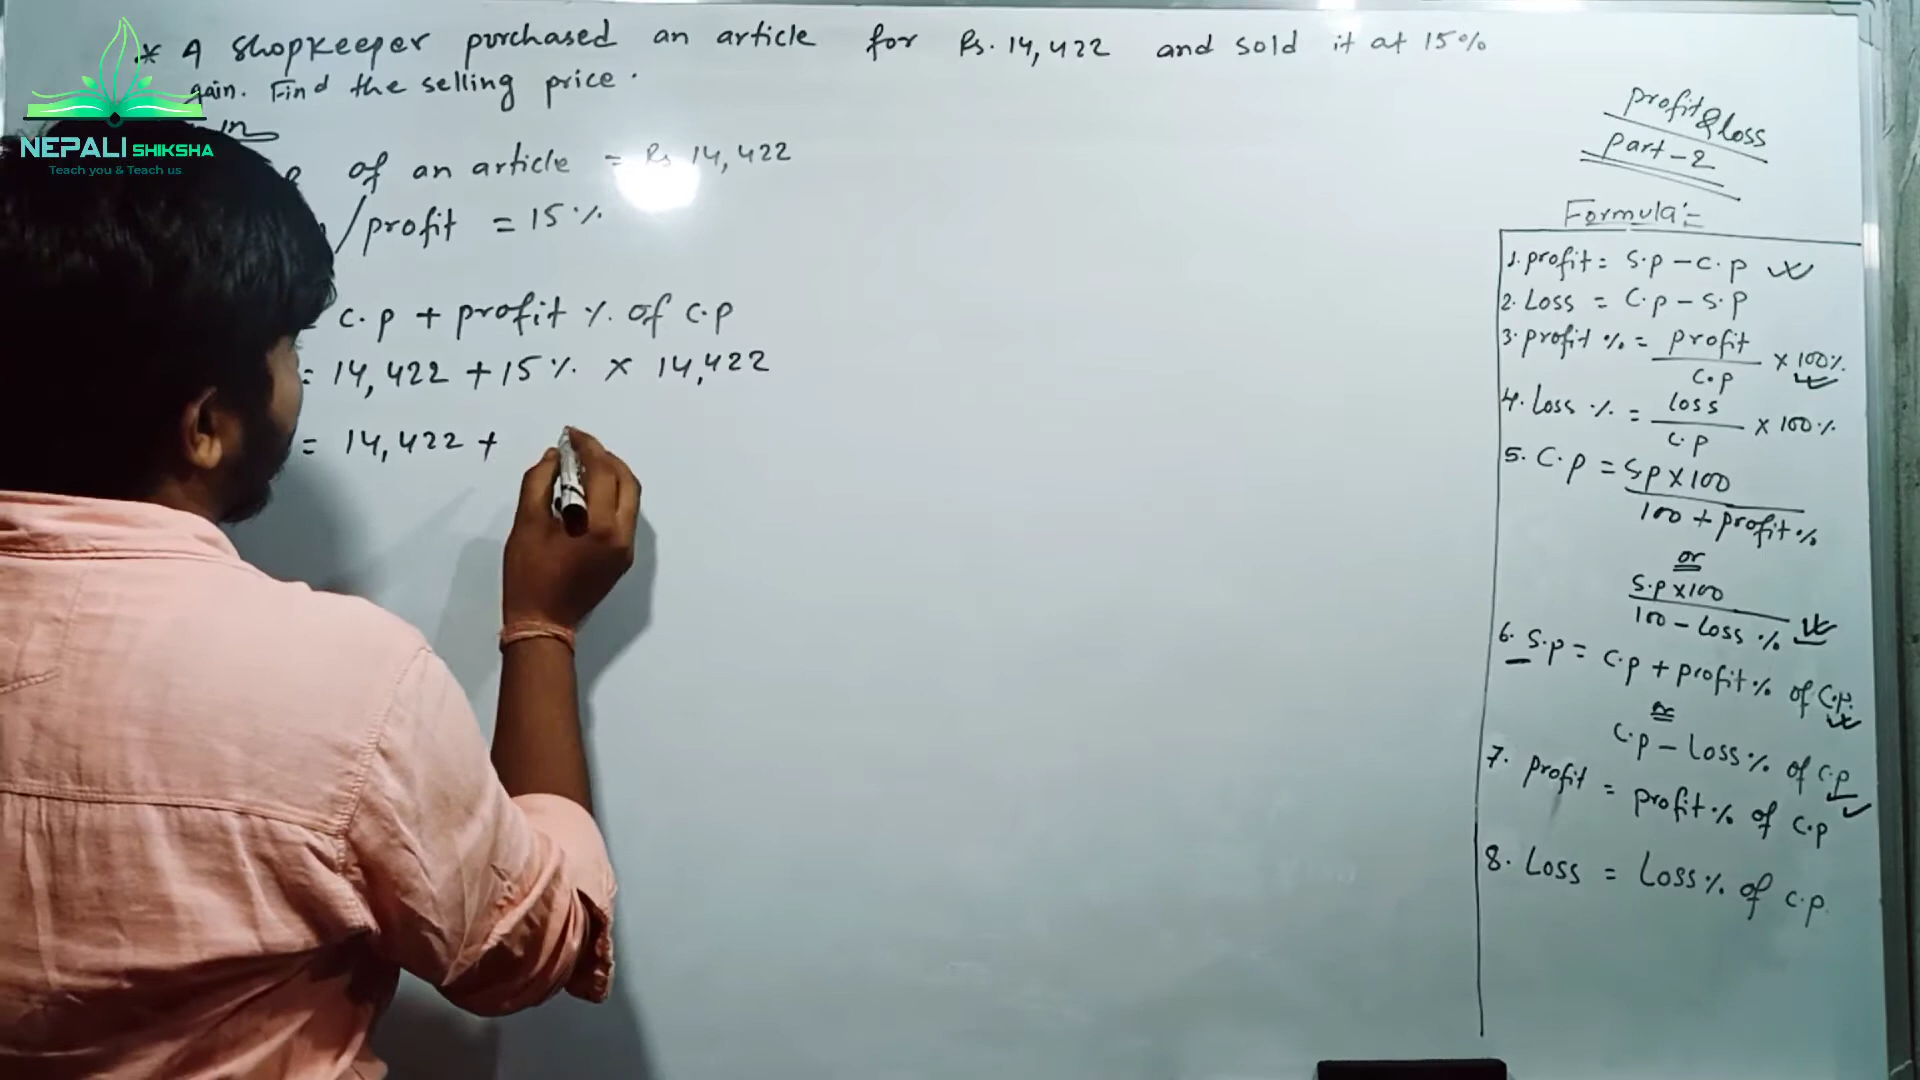 * A shopkeeper purchased an article for Rs. 14,422 and sold it at 15%
gain. Find the selling price.
NEPALI SHIKSHA
Teach you & Teach us
of an article = Rs 14,422
/profit = 15%
= C.P + profit % of C.P
= 14,422 + 15% × 14,422
= 14,422 +
profit & loss
Part-2
Formula:-
1. profit = S.P - C.P
2. Loss = C.P - S.P
3. profit % = profit / C.P × 100%
4. Loss % = loss / C.P × 100%
5. C.P = S.P × 100 / 100 + profit %
or
S.P × 100 / 100 - Loss %
6. S.P = C.P + profit % of C.P.
or
C.P - Loss % of C.P
7. Profit = profit % of C.P
8. Loss = Loss % of C.P.